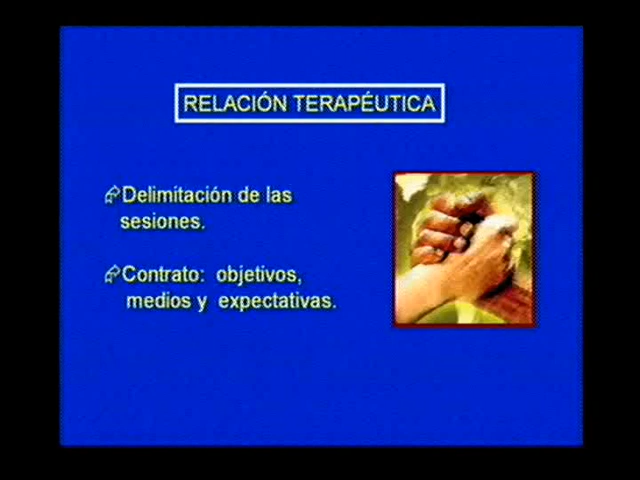 RELACIÓN TERAPÉUTICA
Delimitación de las
sesiones.
Contrato: objetivos,
medios y expectativas.